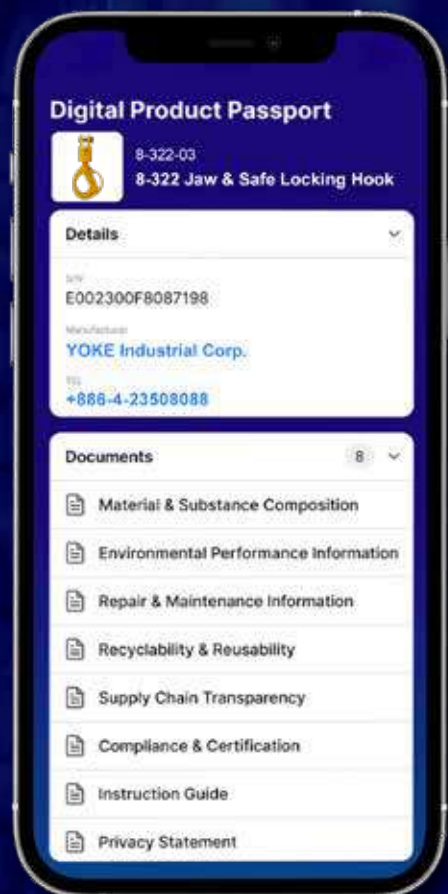 Digital Product Passport
8-322-03
8-322 Jaw & Safe Locking Hook
Details
S/N
E002300F8087198
Manufacturer
YOKE Industrial Corp.
TEL
+886-4-23508088
Documents 8
Material & Substance Composition
Environmental Performance Information
Repair & Maintenance Information
Recyclability & Reusability
Supply Chain Transparency
Compliance & Certification
Instruction Guide
Privacy Statement